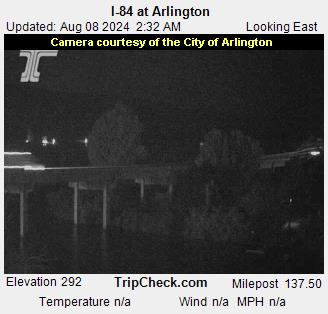 I-84 at Arlington
Updated: Aug 08 2024 2:32 AM Looking East
Camera courtesy of the City of Arlington
Elevation 292 TripCheck.com Milepost 137.50
Temperature n/a Wind n/a MPH n/a